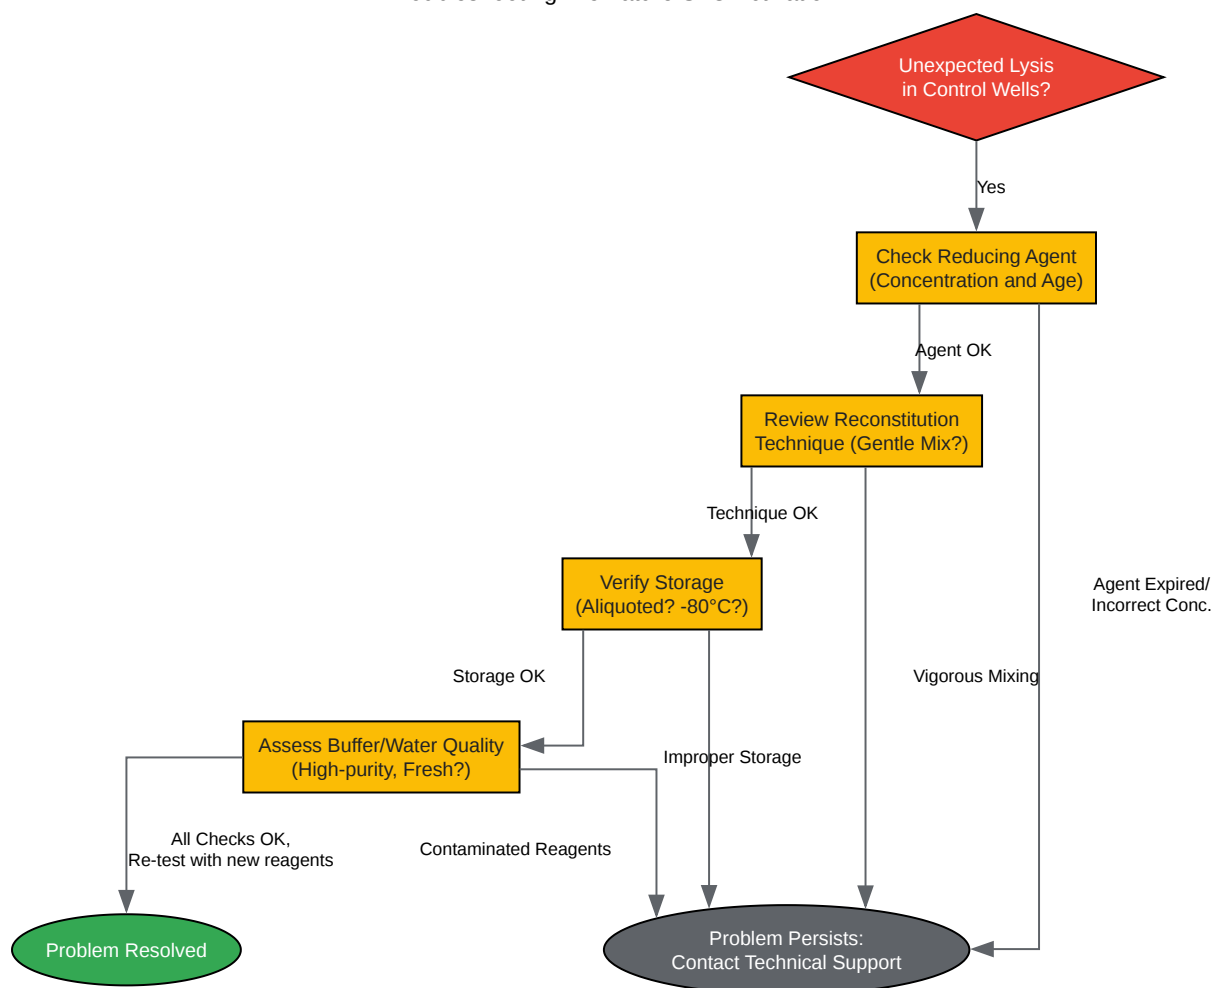 Unexpected Lysis
in Control Wells?
Yes
Check Reducing Agent
(Concentration and Age)
Agent OK
Review Reconstitution
Technique (Gentle Mix?)
Technique OK
Verify Storage
(Aliquoted? -80°C?)
Agent Expired/
Incorrect Conc.
Storage OK
Vigorous Mixing
Assess Buffer/Water Quality
(High-purity, Fresh?)
Improper Storage
All Checks OK,
Re-test with new reagents
Contaminated Reagents
Problem Resolved
Problem Persists:
Contact Technical Support